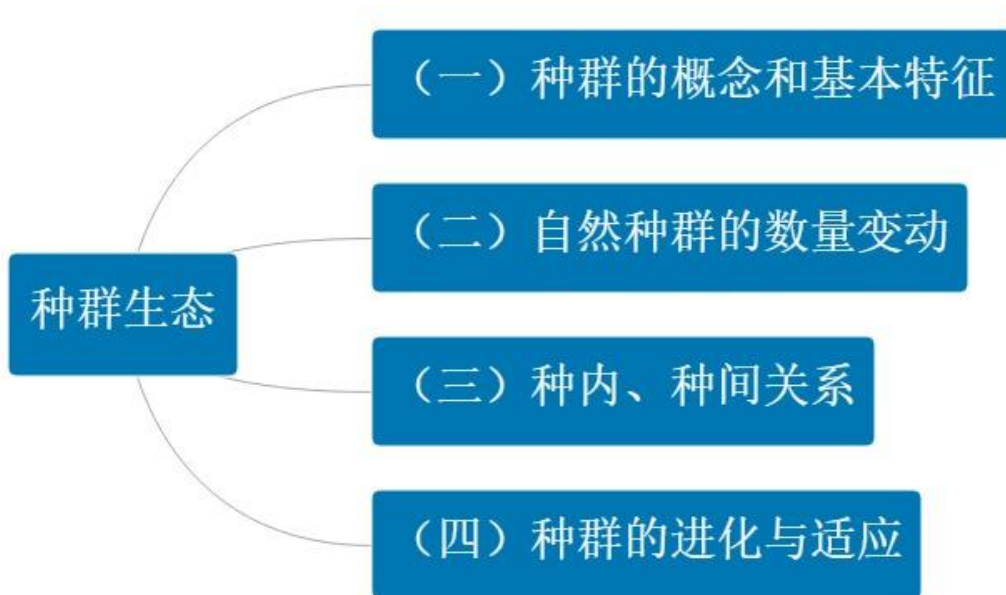 （一）种群的概念和基本特征
（二）自然种群的数量变动
种群生态
（三）种内、种间关系
（四）种群的进化与适应